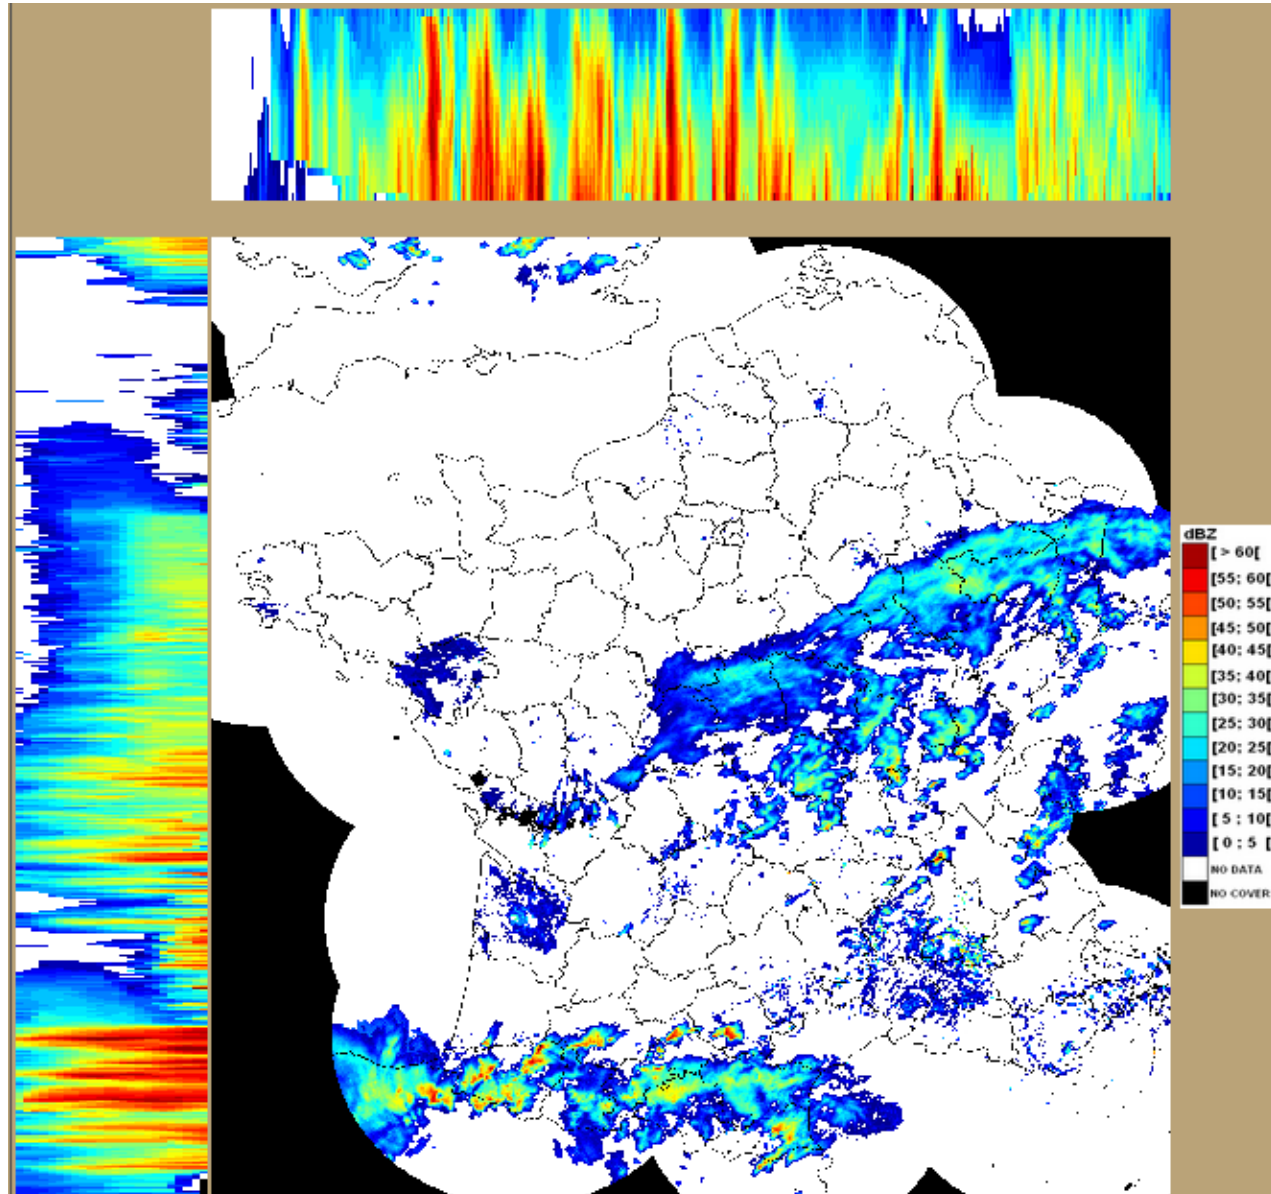 dBZ
[ > 60[
[55; 60[
[50; 55[
[45; 50[
[40; 45[
[35; 40[
[30; 35[
[25; 30[
[20; 25[
[15; 20[
[10; 15[
[ 5 ; 10[
[ 0 ; 5 [
NO DATA
NO COVER